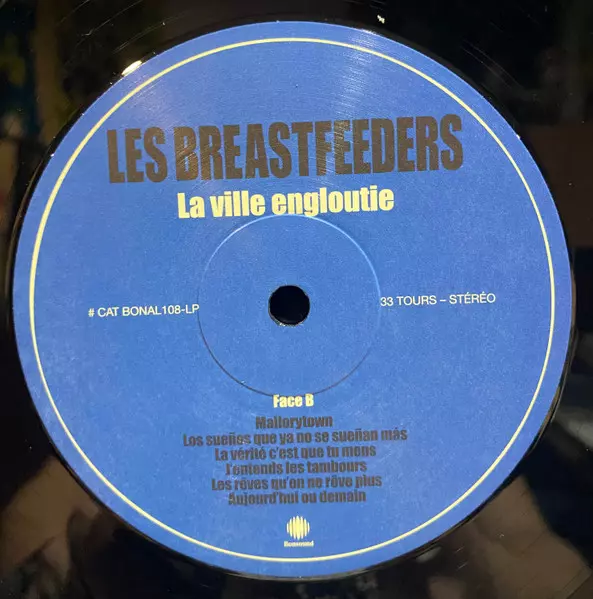 LES BREASTFEEDERS
La ville engloutie
# CAT BONAL108-LP
33 TOURS – STÉRÉO
Face B
Mallorytown
Los sueños que ya no se sueñan más
La vérité c'est que tu mens
J'entends les tambours
Les rêves qu'on ne rêve plus
Aujourd'hui ou demain
Bonsound